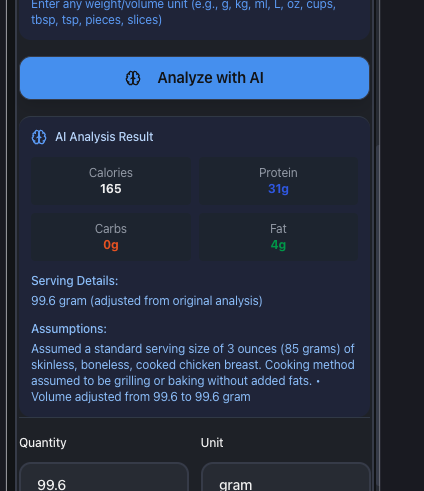 Enter any weight/volume unit (e.g., g, kg, ml, L, oz, cups,
tbsp, tsp, pieces, slices)
Analyze with AI
AI Analysis Result
Calories
165
Protein
31g
Carbs
0g
Fat
4g
Serving Details:
99.6 gram (adjusted from original analysis)
Assumptions:
Assumed a standard serving size of 3 ounces (85 grams) of
skinless, boneless, cooked chicken breast. Cooking method
assumed to be grilling or baking without added fats. •
Volume adjusted from 99.6 to 99.6 gram
Quantity
Unit
99.6
gram